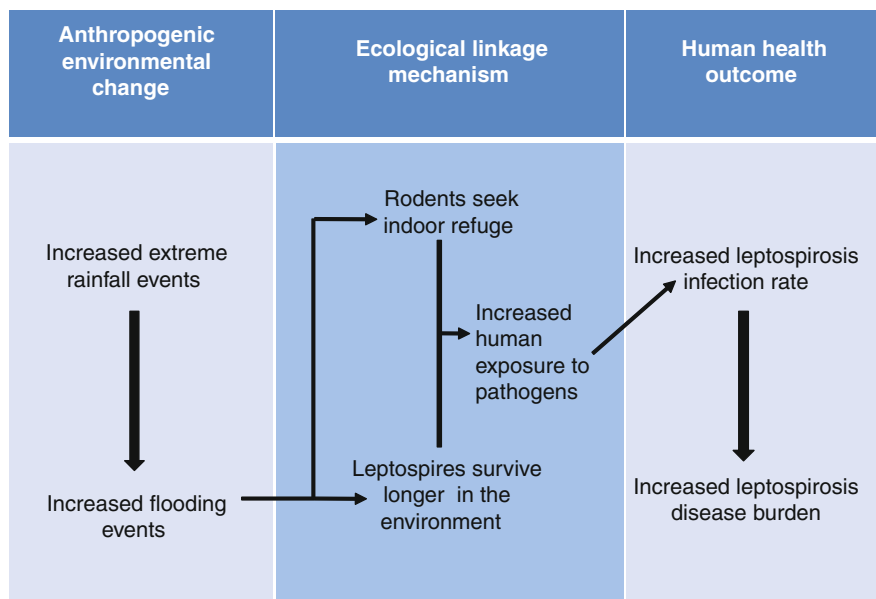 Anthropogenic
environmental
change
Ecological linkage
mechanism
Human health
outcome
Increased extreme
rainfall events
Increased flooding
events
Rodents seek
indoor refuge
Increased
human
exposure to
pathogens
Leptospires survive
longer in the
environment
Increased leptospirosis
infection rate
Increased leptospirosis
disease burden